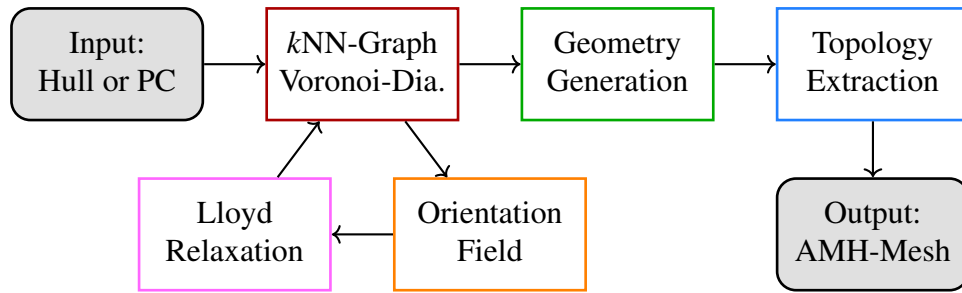 Input:
Hull or PC
kNN-Graph
Voronoi-Dia.
Geometry
Generation
Topology
Extraction
Lloyd
Relaxation
Orientation
Field
Output:
AMH-Mesh